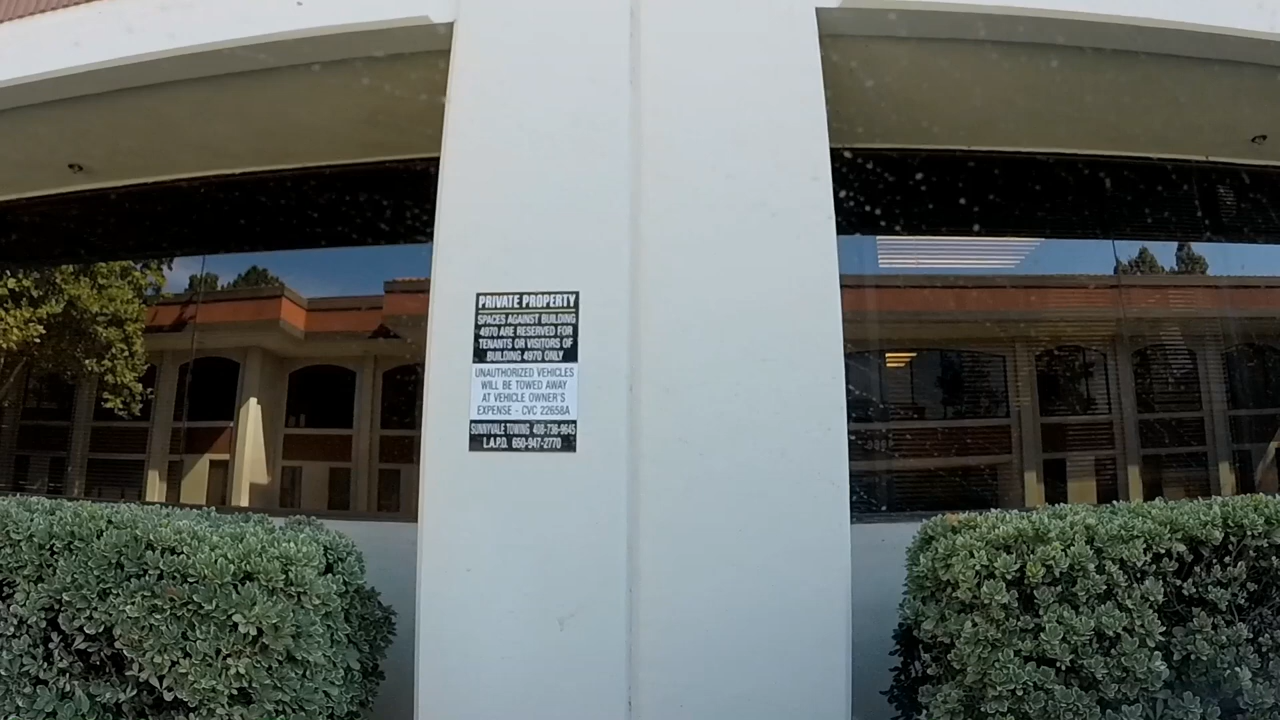 PRIVATE PROPERTY
SPACES AGAINST BUILDING
4970 ARE RESERVED FOR
TENANTS OR VISITORS OF
BUILDING 4970 ONLY
UNAUTHORIZED VEHICLES
WILL BE TOWED AWAY
AT VEHICLE OWNER'S
EXPENSE - CVC 22658A
SUNNYVALE TOWING 408-736-9645
L.A.P.D. 650-947-2770